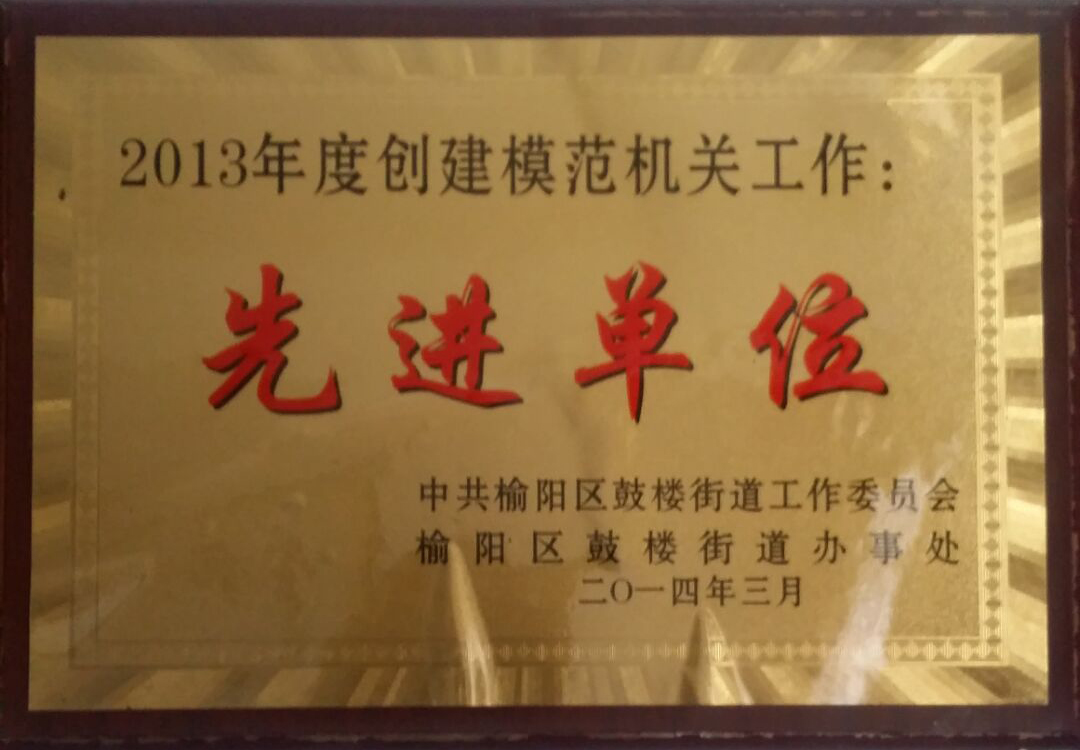 2013年度创建模范机关工作：
先进单位
中共榆阳区鼓楼街道工作委员会
榆阳区鼓楼街道办事处
二〇一四年三月